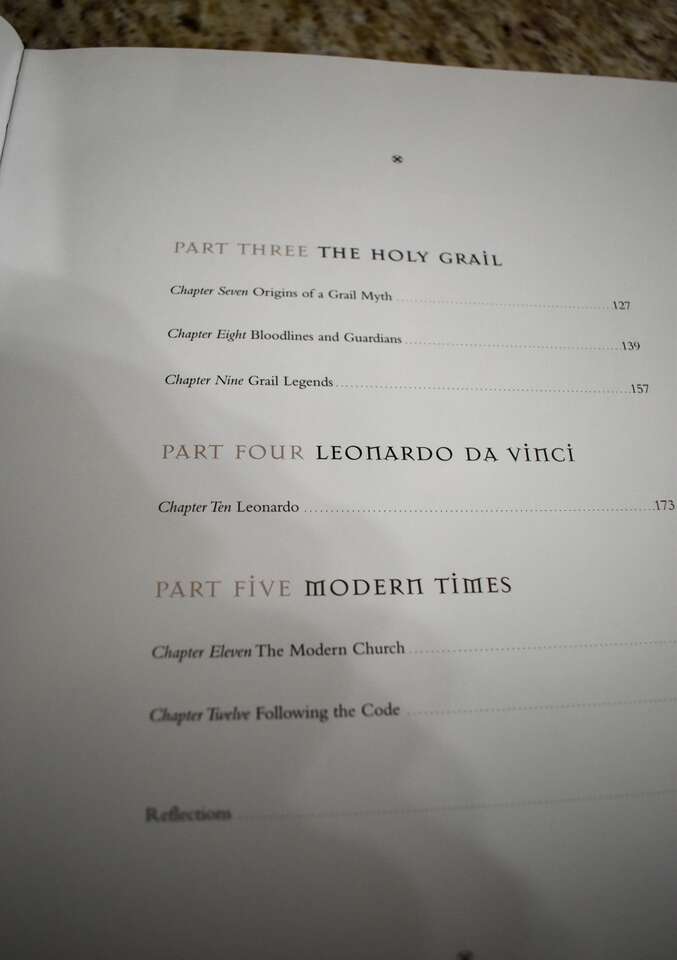 PART THREE THE HOLY GRAIL
Chapter Seven Origins of a Grail Myth 127
Chapter Eight Bloodlines and Guardians 139
Chapter Nine Grail Legends 157
PART FOUR LEONARDO DA VINCI
Chapter Ten Leonardo 173
PART FIVE MODERN TIMES
Chapter Eleven The Modern Church
Chapter Twelve Following the Code
Reflections